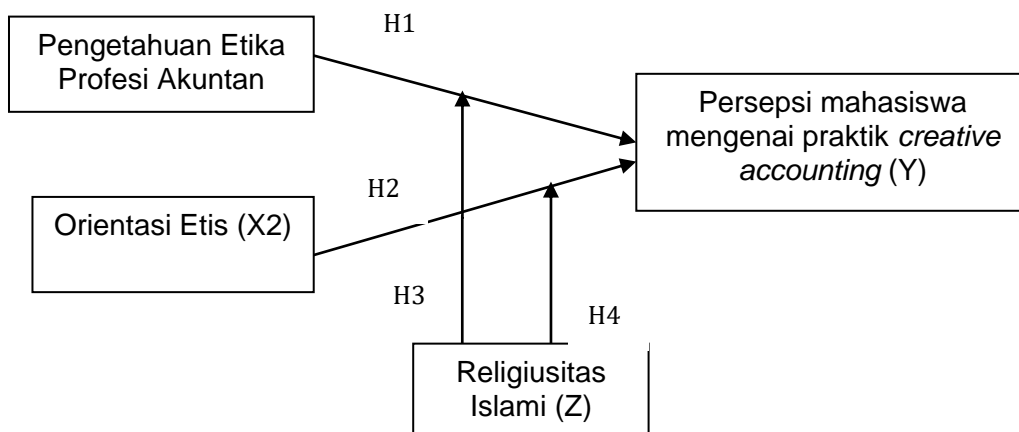 H1
Pengetahuan Etika
Profesi Akuntan
Persepsi mahasiswa
mengenai praktik creative
accounting (Y)
H2
Orientasi Etis (X2)
H3
H4
Religiusitas
Islami (Z)